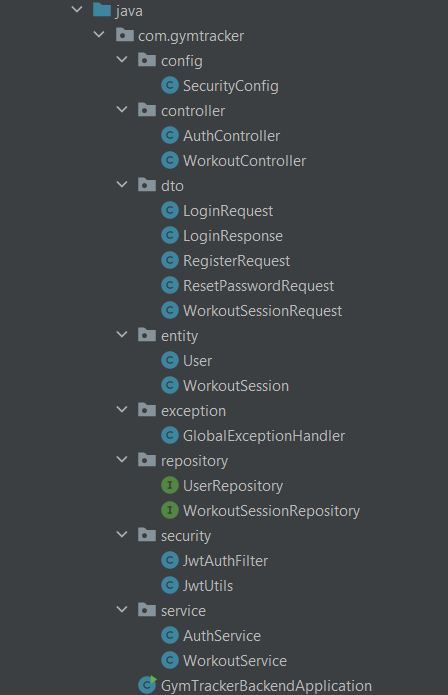 java
com.gymtracker
config
SecurityConfig
controller
AuthController
WorkoutController
dto
LoginRequest
LoginResponse
RegisterRequest
ResetPasswordRequest
WorkoutSessionRequest
entity
User
WorkoutSession
exception
GlobalExceptionHandler
repository
UserRepository
WorkoutSessionRepository
security
JwtAuthFilter
JwtUtils
service
AuthService
WorkoutService
GymTrackerBackendApplication